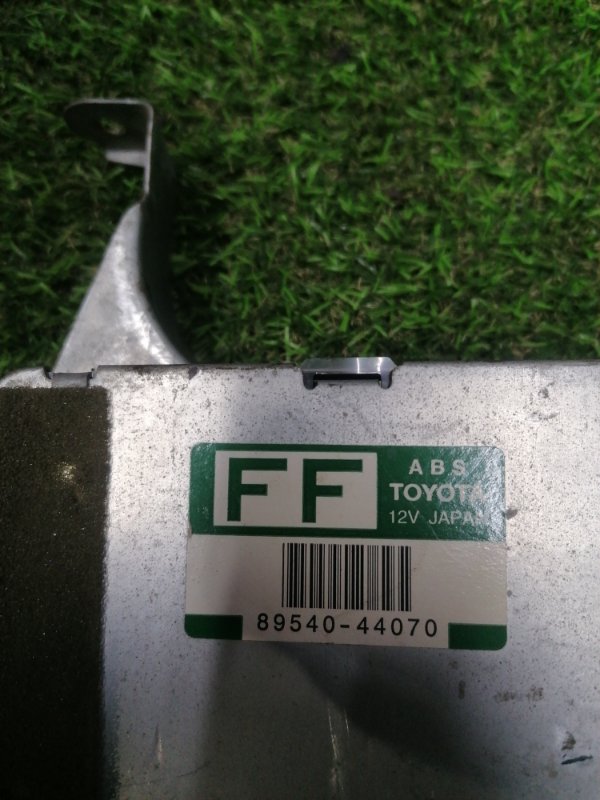 FF
ABS
TOYOTA
12V JAPAN
89540-44070